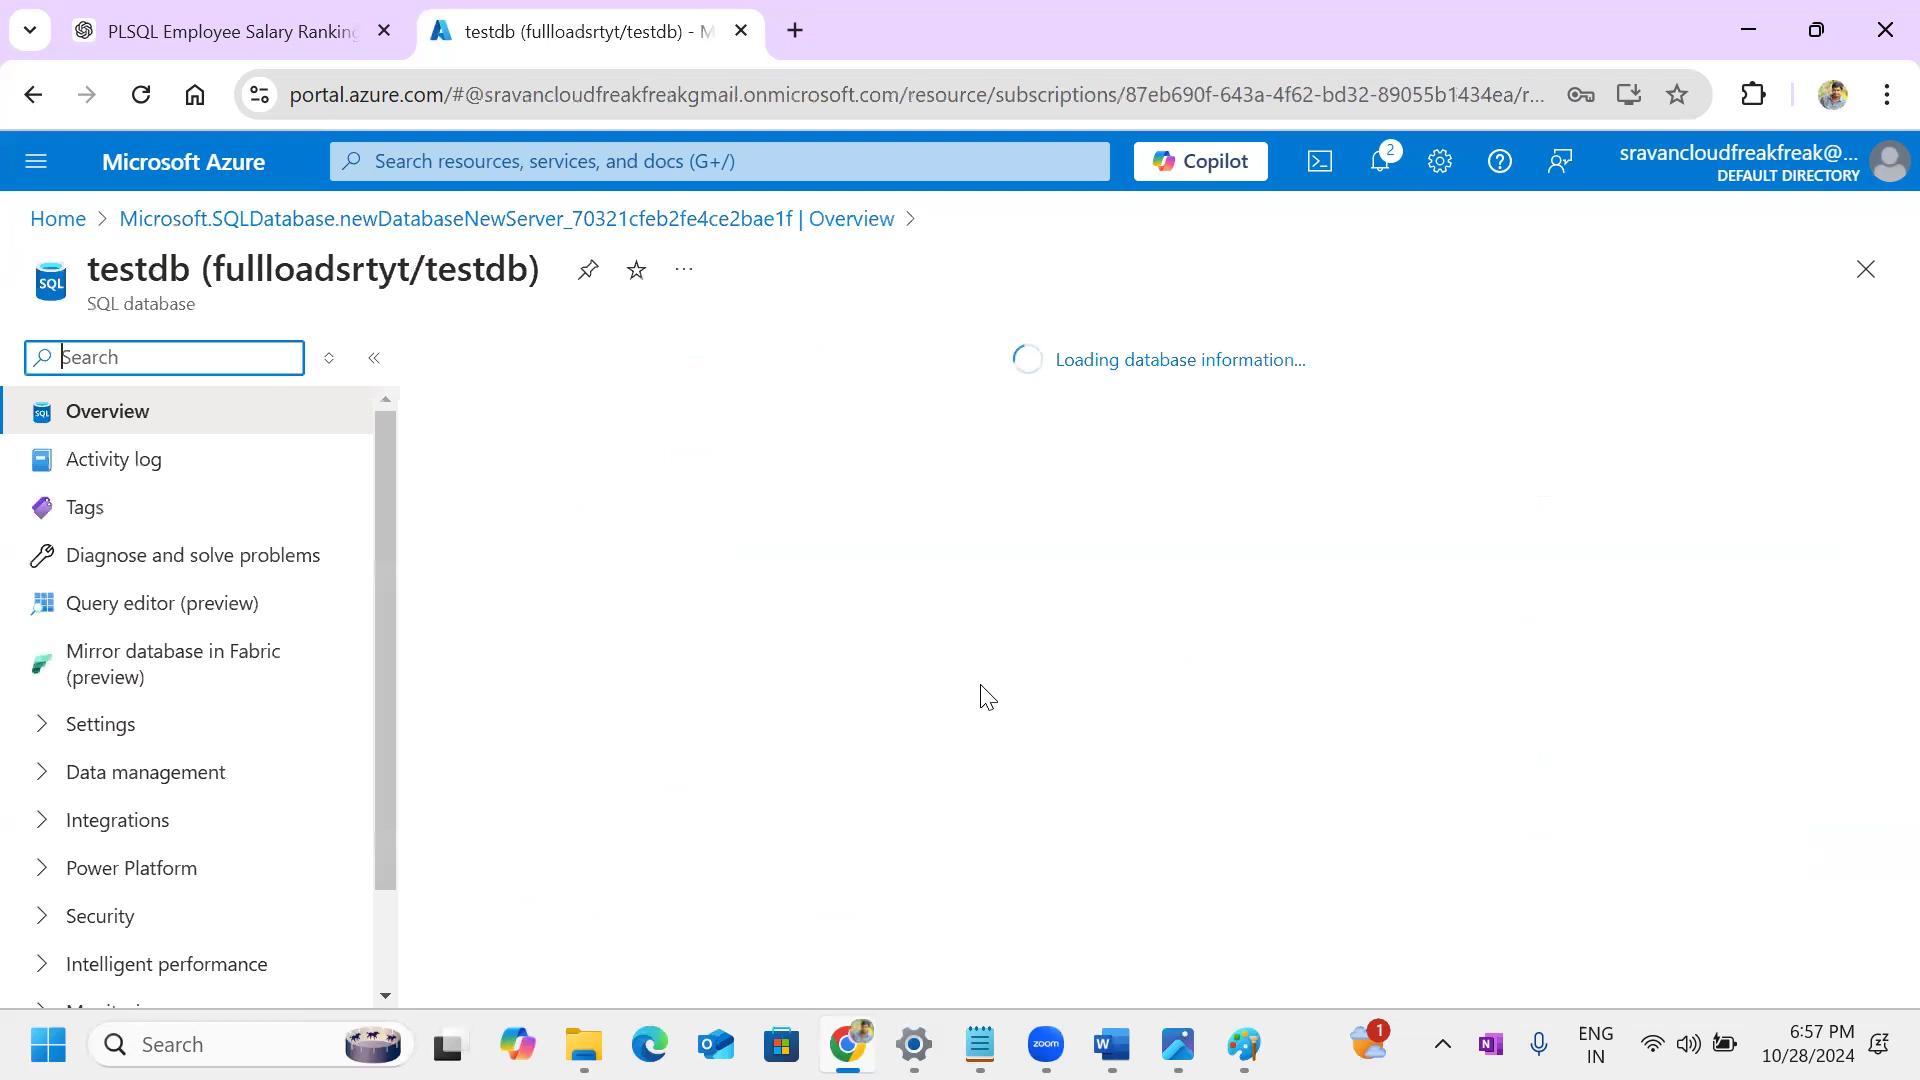 PLSQL Employee Salary Ranking
testdb (fullloadsrtyt/testdb) - M
portal.azure.com/#@sravancloudfreakfreakgmail.onmicrosoft.com/resource/subscriptions/87eb690f-643a-4f62-bd32-89055b1434ea/r...
Microsoft Azure
Search resources, services, and docs (G+/)
Copilot
2
sravancloudfreakfreak@...
DEFAULT DIRECTORY
Home > Microsoft.SQLDatabase.newDatabaseNewServer_70321cfeb2fe4ce2bae1f | Overview >
SQL
testdb (fullloadsrtyt/testdb)
SQL database
Search
Loading database information...
Overview
Activity log
Tags
Diagnose and solve problems
Query editor (preview)
Mirror database in Fabric
(preview)
Settings
Data management
Integrations
Power Platform
Security
Intelligent performance
Search
zoom
1
ENG
IN
6:57 PM
10/28/2024